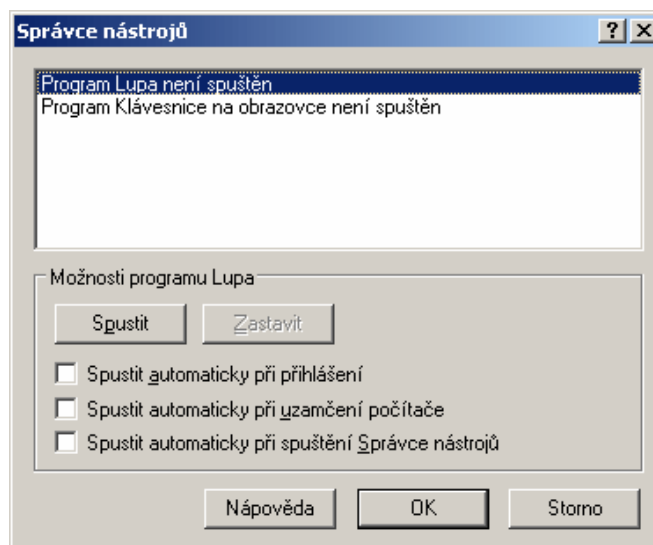 Správce nástrojů
Program Lupa není spuštěn
Program Klávesnice na obrazovce není spuštěn
Možnosti programu Lupa
Spustit Zastavit
Spustit automaticky při přihlášení
Spustit automaticky při uzamčení počítače
Spustit automaticky při spuštění Správce nástrojů
Nápověda OK Storno